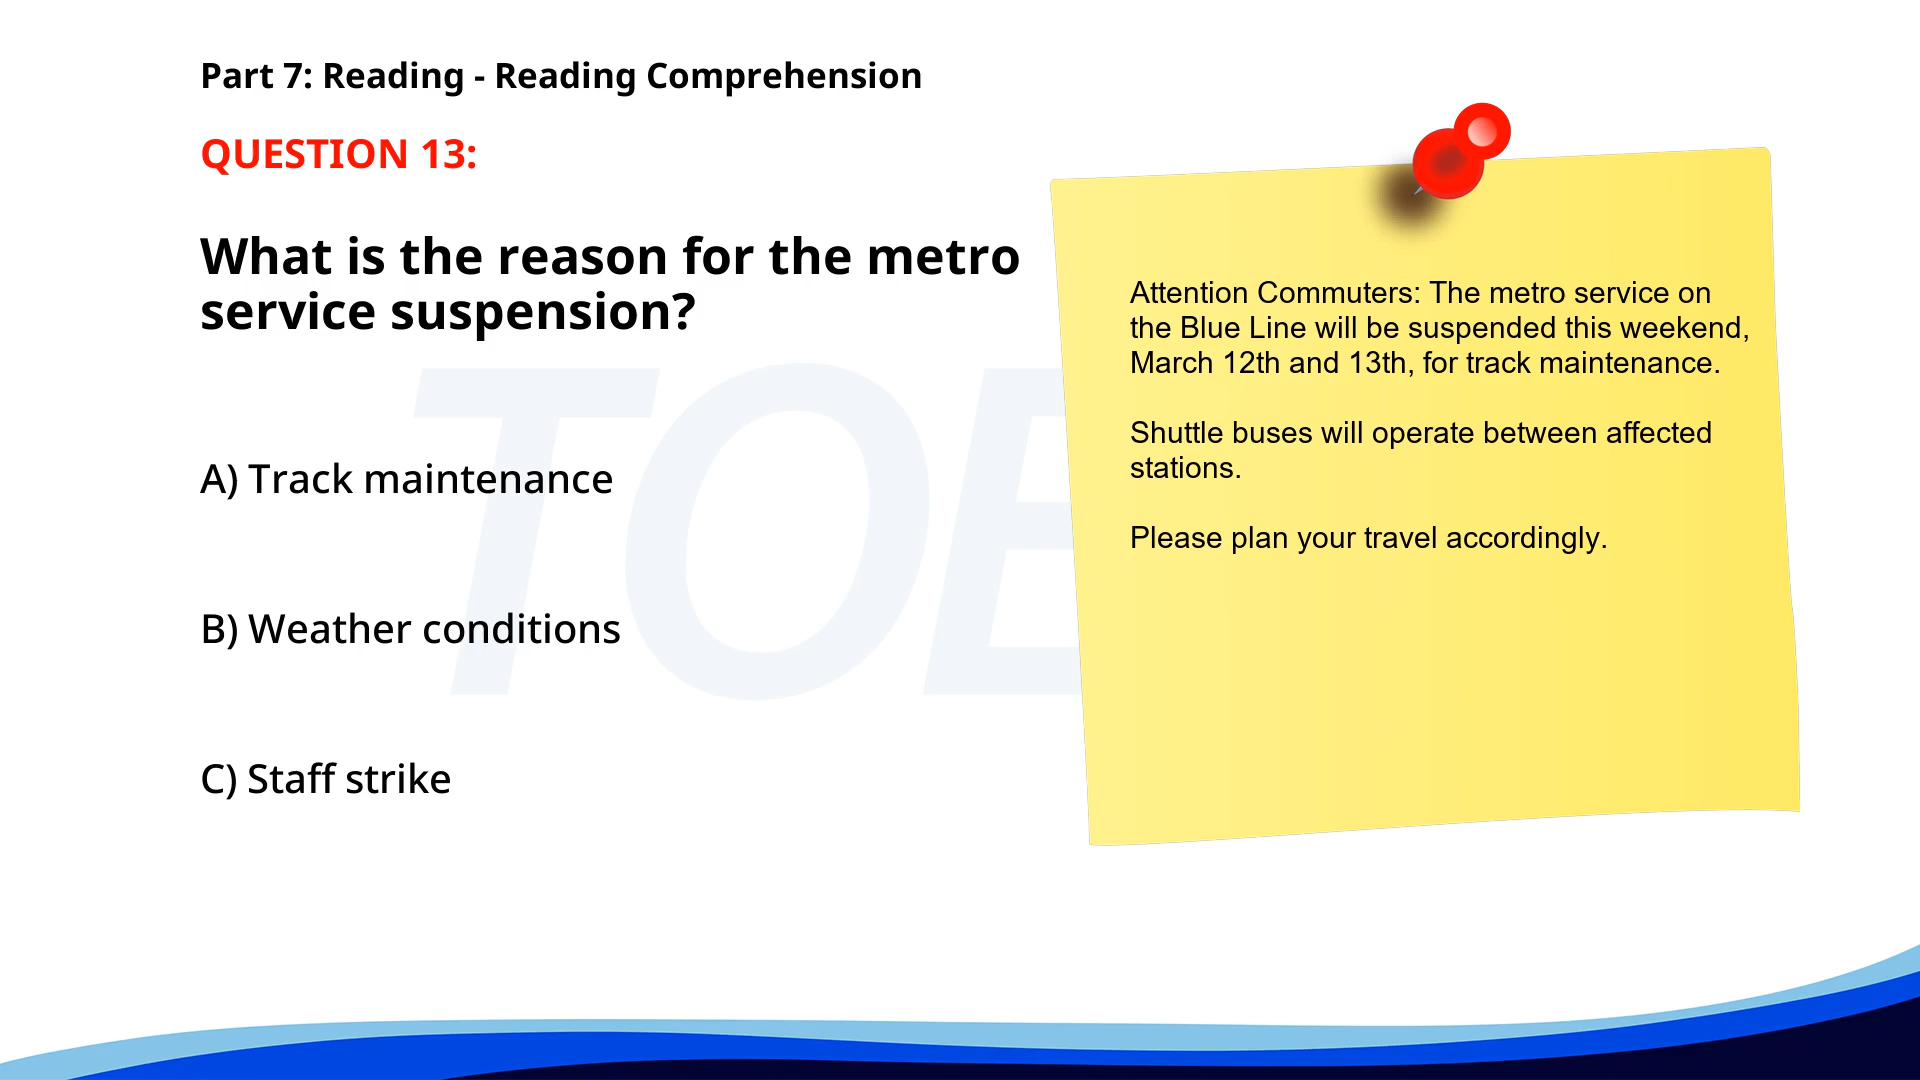 Part 7: Reading - Reading Comprehension
QUESTION 13:
What is the reason for the metro
service suspension?
A) Track maintenance
B) Weather conditions
C) Staff strike
Attention Commuters: The metro service on
the Blue Line will be suspended this weekend,
March 12th and 13th, for track maintenance.
Shuttle buses will operate between affected
stations.
Please plan your travel accordingly.
TOE